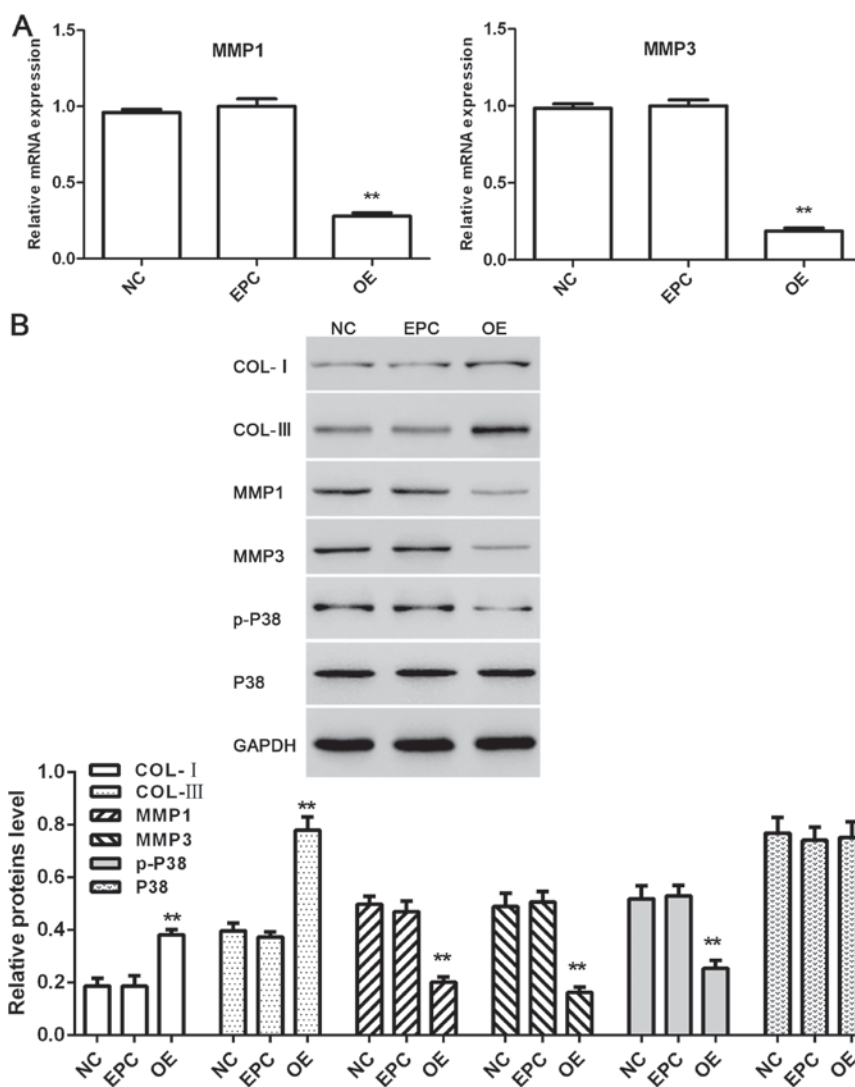 A
MMP1
Relative mRNA expression
1.5
1.0
0.5
0.0
**
NC
EPC
OE
MMP3
Relative mRNA expression
1.5
1.0
0.5
0.0
**
NC
EPC
OE
B
NC EPC OE
COL- I
COL-III
MMP1
MMP3
p-P38
P38
GAPDH
Relative proteins level
1.0
0.8
0.6
0.4
0.2
0.0
COL- I
COL-III
MMP1
MMP3
p-P38
P38
** ** ** ** **
NC EPC OE NC EPC OE NC EPC OE NC EPC OE NC EPC OE NC EPC OE